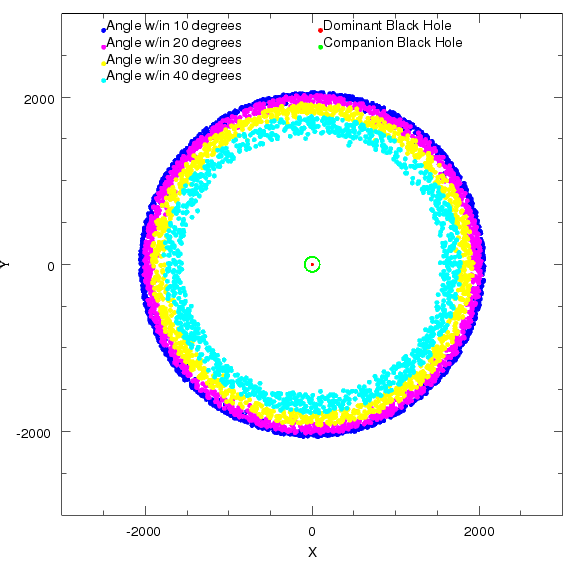 Angle w/in 10 degrees
Angle w/in 20 degrees
Angle w/in 30 degrees
Angle w/in 40 degrees
Dominant Black Hole
Companion Black Hole
2000
0
-2000
Y
-2000
0
2000
X